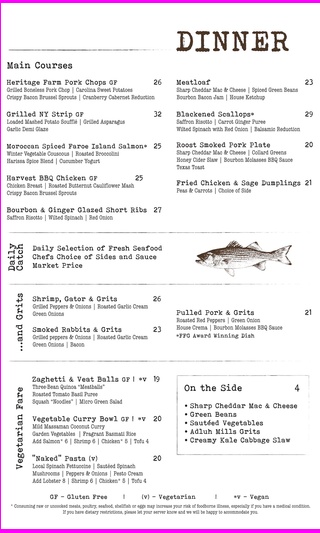 DINNER
Main Courses
Heritage Farm Pork Chops GF 26
Grilled Boneless Pork Chop | Carolina Sweet Potatoes
Crispy Bacon Brussel Sprouts | Cranberry Cabernet Reduction
Grilled NY Strip GF 32
Loaded Mashed Potato Soufflé | Grilled Asparagus
Garlic Demi Glaze
Moroccan Spiced Faroe Island Salmon* 25
Winter Vegetable Couscous | Roasted Broccolini
Harissa Spice Blend | Cucumber Yogurt
Harvest BBQ Chicken GF 25
Chicken Breast | Roasted Butternut Cauliflower Mash
Crispy Bacon Brussel Sprouts
Bourbon & Ginger Glazed Short Ribs 27
Saffron Risotto | Wilted Spinach | Red Onion
Meatloaf 23
Sharp Cheddar Mac & Cheese | Spiced Green Beans
Bourbon Bacon Jam | House Ketchup
Blackened Scallops* 29
Saffron Risotto | Carrot Ginger Puree
Wilted Spinach with Red Onion | Balsamic Reduction
Roast Smoked Pork Plate 20
Sharp Cheddar Mac & Cheese | Collard Greens
Honey Cider Slaw | Bourbon Molasses BBQ Sauce
Texas Toast
Fried Chicken & Sage Dumplings 21
Peas & Carrots | Choice of Side
Daily Catch
Daily Selection of Fresh Seafood
Chefs Choice of Sides and Sauce
Market Price
...and Grits
Shrimp, Gator & Grits 26
Grilled Peppers & Onions | Roasted Garlic Cream
Green Onions
Smoked Rabbits & Grits 23
Grilled peppers & Onions | Roasted Garlic Cream
Green Onions | Bacon
Pulled Pork & Grits 21
Roasted Red Peppers | Green Onion
House Crema | Bourbon Molasses BBQ Sauce
*FFG Award Winning Dish
Vegetarian Fare
Zaghetti & Veat Balls GF | *v 19
Three-Bean Quinoa "Meatballs"
Roasted Tomato Basil Puree
Squash "Noodles" | Micro Green Salad
Vegetable Curry Bowl GF | *v 20
Mild Massaman Coconut Curry
Garden Vegetables | Fragrant Basmati Rice
Add Salmon* 6 | Shrimp 6 | Chicken* 5 | Tofu 4
"Naked" Pasta (v) 20
Local Spinach Fettuccine | Sautéed Spinach
Mushrooms | Peppers & Onions | Pesto Cream
Add Lobster 8 | Shrimp 6 | Chicken* 5 | Tofu 4
On the Side 4
• Sharp Cheddar Mac & Cheese
• Green Beans
• Sautéed Vegetables
• Adluh Mills Grits
• Creamy Kale Cabbage Slaw
GF - Gluten Free | (v) - Vegetarian | *v - Vegan
* Consuming raw or uncooked meats, poultry, seafood, shellfish or eggs may increase your risk of foodborne illness, especially if you have a medical condition.
If you have dietary restrictions, please let your server know and we will be happy to accommodate you.